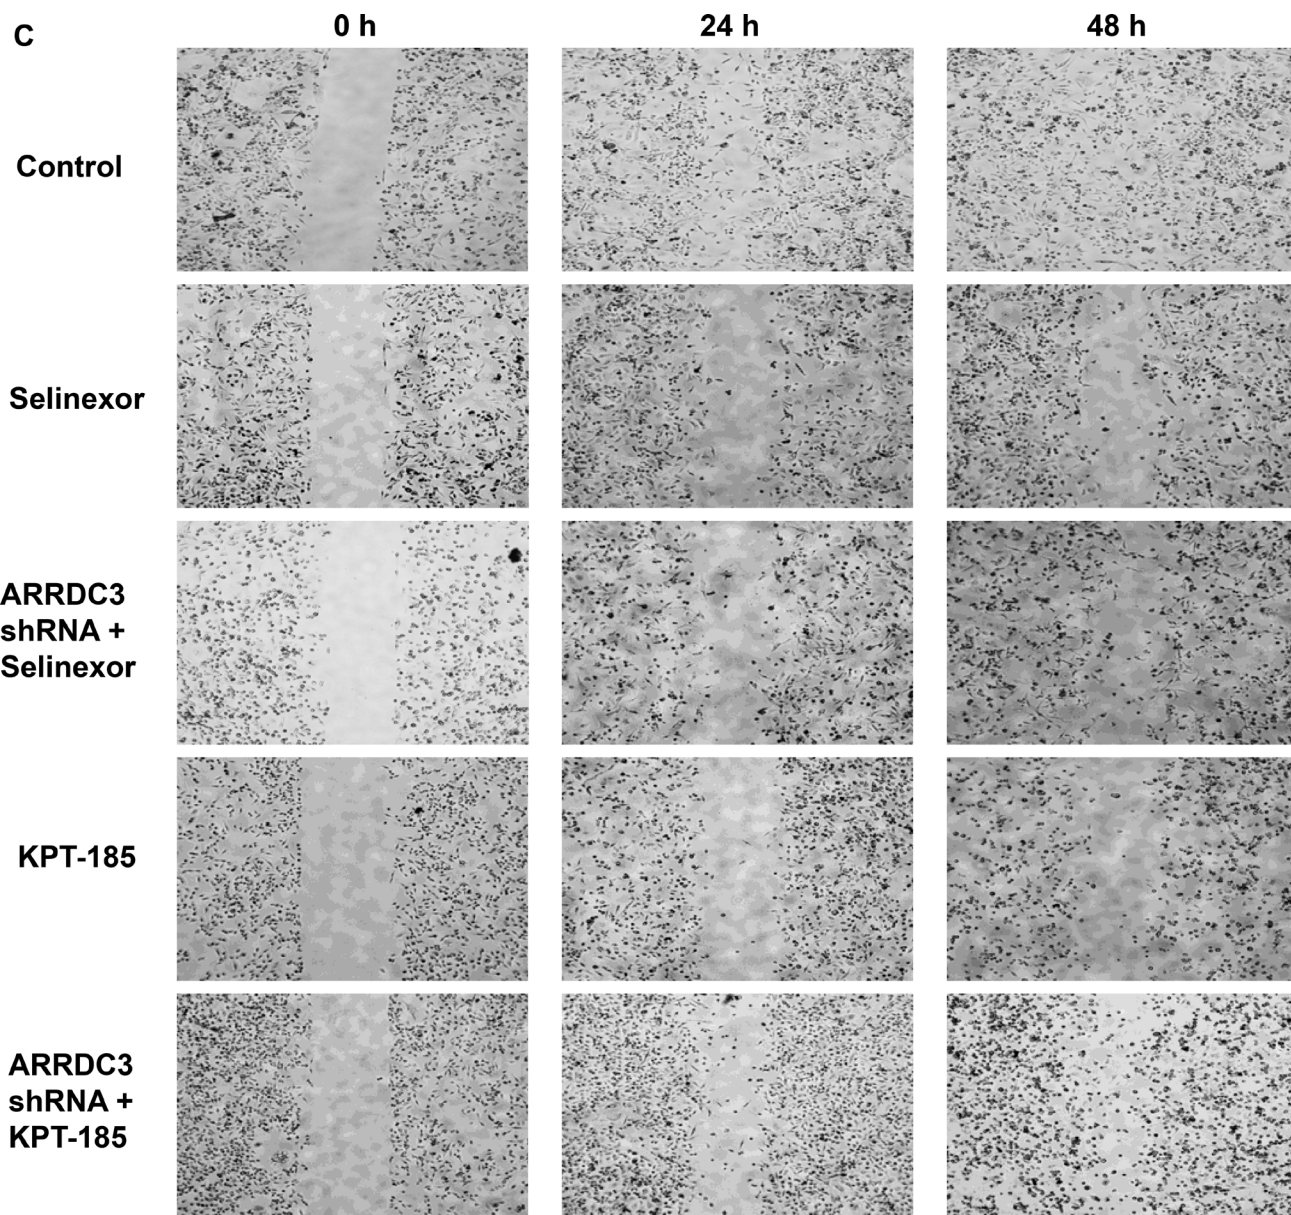 C
0 h
24 h
48 h
Control
Selinexor
ARRDC3
shRNA +
Selinexor
KPT-185
ARRDC3
shRNA +
KPT-185